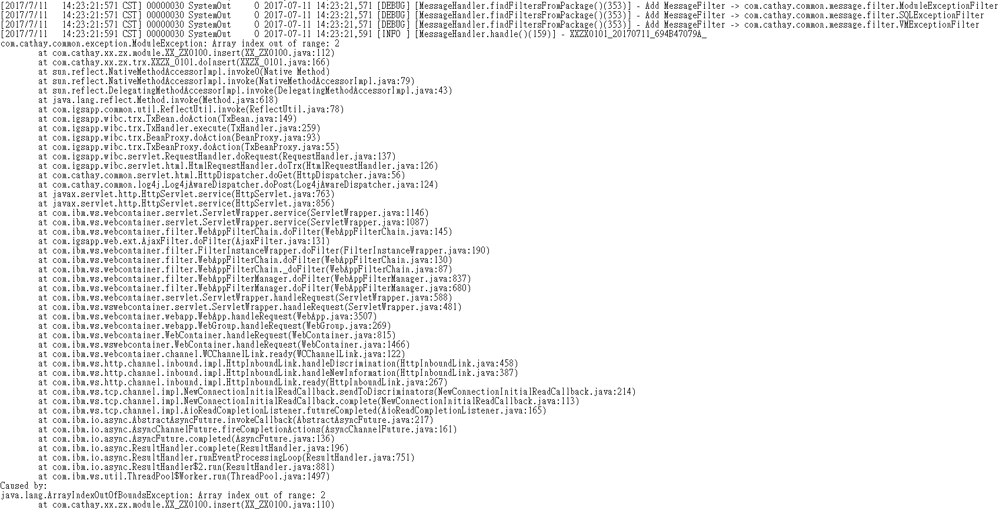 [2017/7/11   14:23:21:571 CST] 00000030 SystemOut     O 2017-07-11 14:23:21,571 [DEBUG] [MessageHandler.findFiltersFromPackage()(353)] - Add MessageFilter -> com.cathay.common.message.filter.ModuleExceptionFilter
[2017/7/11   14:23:21:571 CST] 00000030 SystemOut     O 2017-07-11 14:23:21,571 [DEBUG] [MessageHandler.findFiltersFromPackage()(353)] - Add MessageFilter -> com.cathay.common.message.filter.SQLExceptionFilter
[2017/7/11   14:23:21:571 CST] 00000030 SystemOut     O 2017-07-11 14:23:21,571 [DEBUG] [MessageHandler.findFiltersFromPackage()(353)] - Add MessageFilter -> com.cathay.common.message.filter.VMExceptionFilter
[2017/7/11   14:23:21:591 CST] 00000030 SystemOut     O 2017-07-11 14:23:21,591 [INFO ] [MessageHandler.handle()(159)] - XXZX0101_20170711_694B47079A_
com.cathay.common.exception.ModuleException: Array index out of range: 2
	at com.cathay.xx.zx.module.XX_ZX0100.insert(XX_ZX0100.java:112)
	at com.cathay.xx.zx.trx.XXZX_0101.doInsert(XXZX_0101.java:166)
	at sun.reflect.NativeMethodAccessorImpl.invoke0(Native Method)
	at sun.reflect.NativeMethodAccessorImpl.invoke(NativeMethodAccessorImpl.java:79)
	at sun.reflect.DelegatingMethodAccessorImpl.invoke(DelegatingMethodAccessorImpl.java:43)
	at java.lang.reflect.Method.invoke(Method.java:618)
	at com.igsapp.common.util.ReflectUtil.invoke(ReflectUtil.java:78)
	at com.igsapp.wibc.trx.TxBean.doAction(TxBean.java:149)
	at com.igsapp.wibc.trx.TxHandler.execute(TxHandler.java:259)
	at com.igsapp.wibc.trx.BeanProxy.doAction(BeanProxy.java:93)
	at com.igsapp.wibc.trx.TxBeanProxy.doAction(TxBeanProxy.java:55)
	at com.igsapp.wibc.servlet.RequestHandler.doRequest(RequestHandler.java:137)
	at com.igsapp.wibc.servlet.html.HtmlRequestHandler.doTrx(HtmlRequestHandler.java:126)
	at com.cathay.common.servlet.html.HttpDispatcher.doGet(HttpDispatcher.java:56)
	at com.cathay.common.log4j.Log4jAwareDispatcher.doPost(Log4jAwareDispatcher.java:124)
	at javax.servlet.http.HttpServlet.service(HttpServlet.java:763)
	at javax.servlet.http.HttpServlet.service(HttpServlet.java:856)
	at com.ibm.ws.webcontainer.servlet.ServletWrapper.service(ServletWrapper.java:1146)
	at com.ibm.ws.webcontainer.servlet.ServletWrapper.service(ServletWrapper.java:1087)
	at com.ibm.ws.webcontainer.filter.WebAppFilterChain.doFilter(WebAppFilterChain.java:145)
	at com.igsapp.web.ext.AjaxFilter.doFilter(AjaxFilter.java:131)
	at com.ibm.ws.webcontainer.filter.FilterInstanceWrapper.doFilter(FilterInstanceWrapper.java:190)
	at com.ibm.ws.webcontainer.filter.WebAppFilterChain.doFilter(WebAppFilterChain.java:130)
	at com.ibm.ws.webcontainer.filter.WebAppFilterChain._doFilter(WebAppFilterChain.java:87)
	at com.ibm.ws.webcontainer.filter.WebAppFilterManager.doFilter(WebAppFilterManager.java:837)
	at com.ibm.ws.webcontainer.filter.WebAppFilterManager.doFilter(WebAppFilterManager.java:680)
	at com.ibm.ws.webcontainer.servlet.ServletWrapper.handleRequest(ServletWrapper.java:588)
	at com.ibm.ws.wswebcontainer.servlet.ServletWrapper.handleRequest(ServletWrapper.java:481)
	at com.ibm.ws.webcontainer.webapp.WebApp.handleRequest(WebApp.java:3507)
	at com.ibm.ws.webcontainer.webapp.WebGroup.handleRequest(WebGroup.java:269)
	at com.ibm.ws.webcontainer.WebContainer.handleRequest(WebContainer.java:815)
	at com.ibm.ws.wswebcontainer.WebContainer.handleRequest(WebContainer.java:1466)
	at com.ibm.ws.webcontainer.channel.WCChannelLink.ready(WCChannelLink.java:122)
	at com.ibm.ws.http.channel.inbound.impl.HttpInboundLink.handleDiscrimination(HttpInboundLink.java:458)
	at com.ibm.ws.http.channel.inbound.impl.HttpInboundLink.handleNewInformation(HttpInboundLink.java:387)
	at com.ibm.ws.http.channel.inbound.impl.HttpInboundLink.ready(HttpInboundLink.java:267)
	at com.ibm.ws.tcp.channel.impl.NewConnectionInitialReadCallback.sendToDiscriminators(NewConnectionInitialReadCallback.java:214)
	at com.ibm.ws.tcp.channel.impl.NewConnectionInitialReadCallback.complete(NewConnectionInitialReadCallback.java:113)
	at com.ibm.ws.tcp.channel.impl.AioReadCompletionListener.futureCompleted(AioReadCompletionListener.java:165)
	at com.ibm.io.async.AbstractAsyncFuture.invokeCallback(AbstractAsyncFuture.java:217)
	at com.ibm.io.async.AsyncChannelFuture.fireCompletionActions(AsyncChannelFuture.java:161)
	at com.ibm.io.async.AsyncFuture.completed(AsyncFuture.java:136)
	at com.ibm.io.async.ResultHandler.complete(ResultHandler.java:196)
	at com.ibm.io.async.ResultHandler.runEventProcessingLoop(ResultHandler.java:751)
	at com.ibm.io.async.ResultHandler$2.run(ResultHandler.java:881)
	at com.ibm.ws.util.ThreadPool$Worker.run(ThreadPool.java:1497)
Caused by:
java.lang.ArrayIndexOutOfBoundsException: Array index out of range: 2
	at com.cathay.xx.zx.module.XX_ZX0100.insert(XX_ZX0100.java:110)